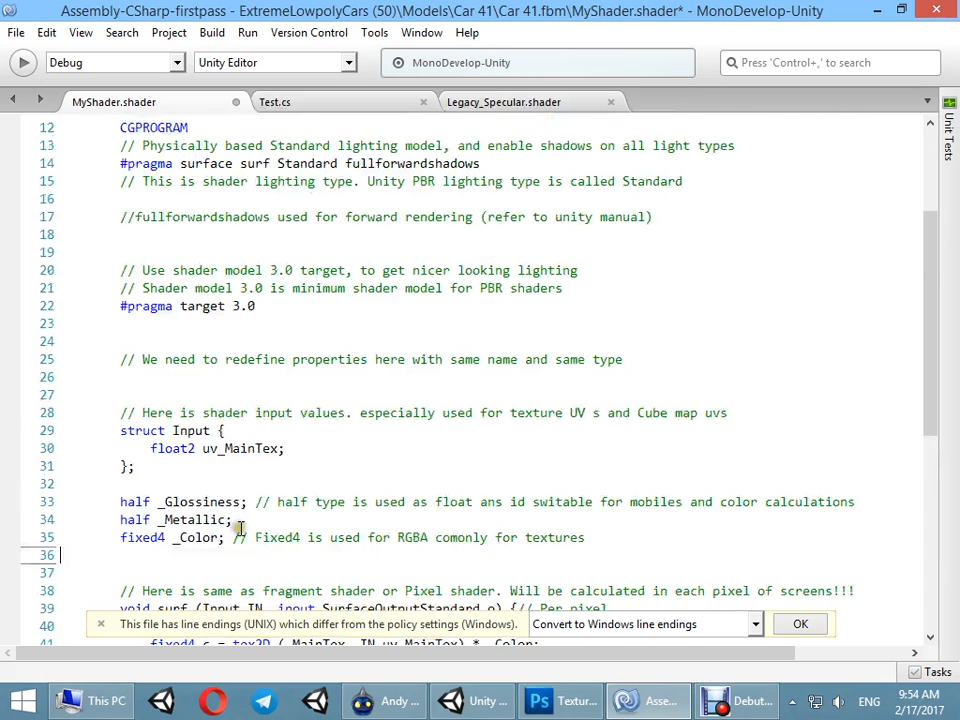 Assembly-CSharp-firstpass - ExtremeLowpolyCars (50)\Models\Car 41\Car 41.fbm\MyShader.shader* - MonoDevelop-Unity
File Edit View Search Project Build Run Version Control Tools Window Help
Debug Unity Editor MonoDevelop-Unity Press 'Control+,' to search
MyShader.shader Test.cs Legacy_Specular.shader
Unit Tests
12 CGPROGRAM
13 // Physically based Standard lighting model, and enable shadows on all light types
14 #pragma surface surf Standard fullforwardshadows
15 // This is shader lighting type. Unity PBR lighting type is called Standard
16
17 //fullforwardshadows used for forward rendering (refer to unity manual)
18
19
20 // Use shader model 3.0 target, to get nicer looking lighting
21 // Shader model 3.0 is minimum shader model for PBR shaders
22 #pragma target 3.0
23
24
25 // We need to redefine properties here with same name and same type
26
27
28 // Here is shader input values. especially used for texture UV s and Cube map uvs
29 struct Input {
30 float2 uv_MainTex;
31 };
32
33 half _Glossiness; // half type is used as float ans id switable for mobiles and color calculations
34 half _Metallic;
35 fixed4 _Color; // Fixed4 is used for RGBA comonly for textures
36
37
38 // Here is same as fragment shader or Pixel shader. Will be calculated in each pixel of screens!!!
39 void surf (Input IN, inout SurfaceOutputStandard o) {// Per pixel
This file has line endings (UNIX) which differ from the policy settings (Windows). Convert to Windows line endings OK
41 fixed4 c = tex2D (_MainTex, IN.uv_MainTex) * _Color;
Tasks
This PC Andy ... Unity ... Textur... Asse... Debut... ENG 9:54 AM
2/17/2017